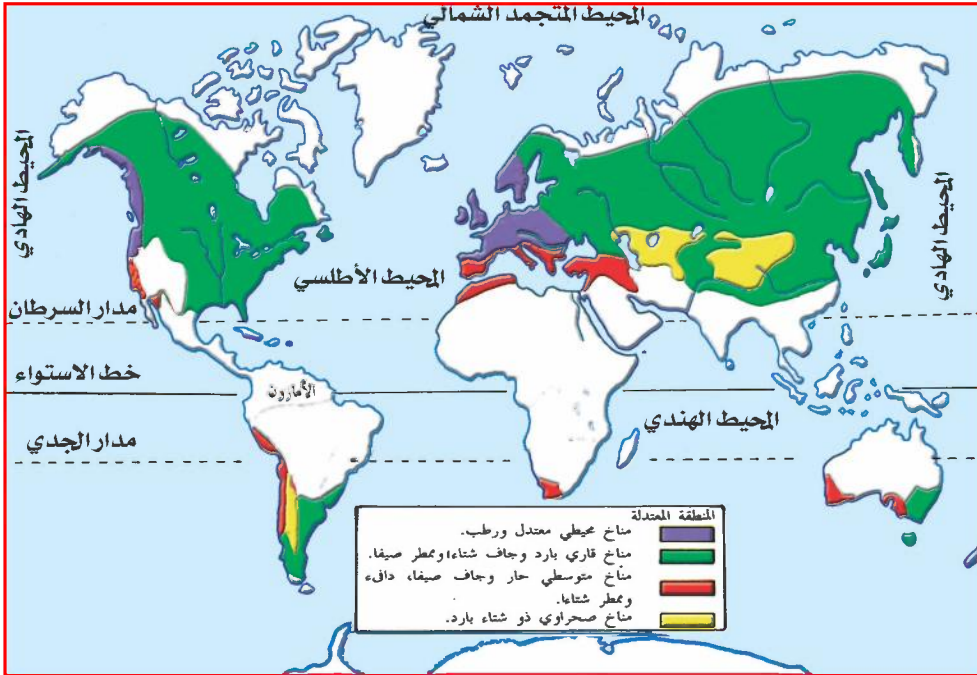 المحيط المتجمد الشمالي
المحيط الهادي
المحيط الهادي
المحيط الأطلسي
مدار السرطان
خط الاستواء
الأمازون
المحيط الهندي
مدار الجدي
المنطقة المعتدلة
مناخ محيطي معتدل ورطب.
مناخ قاري بارد وجاف شتاءا وممطر صيفا.
مناخ متوسطي حار وجاف صيفا، دافىء
وممطر شتاءا.
مناخ صحراوي ذو شتاء بارد.